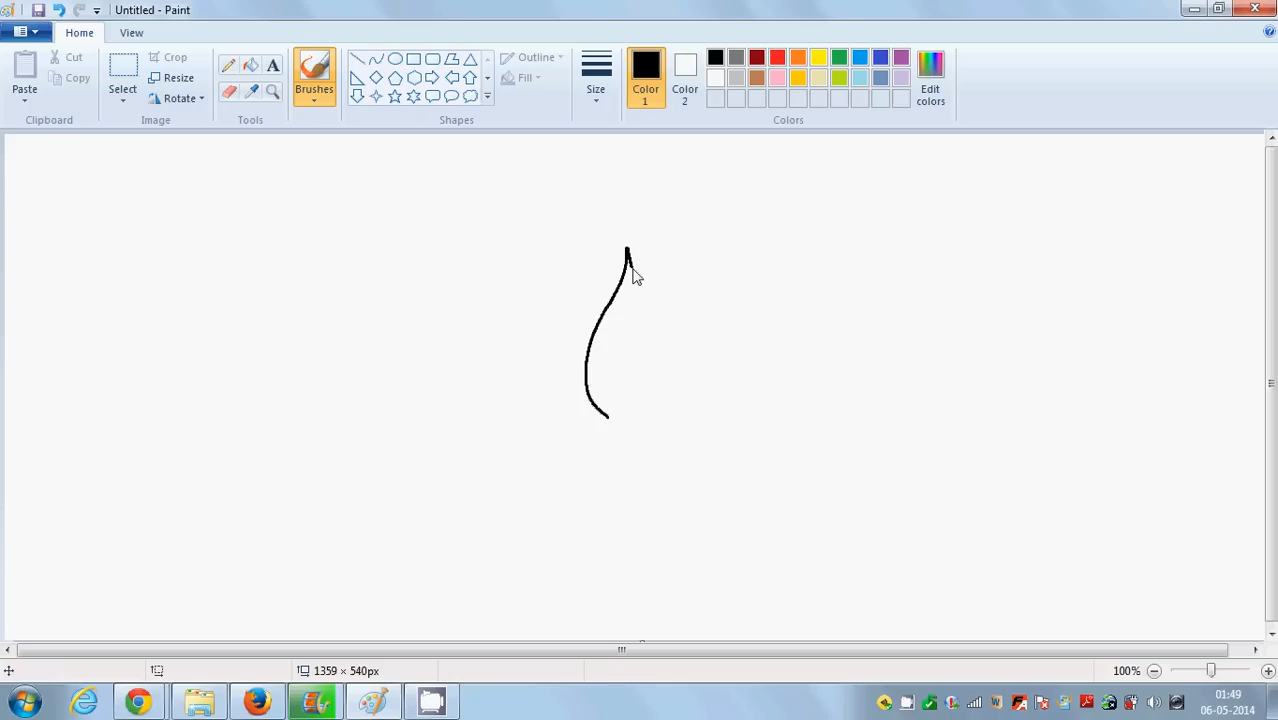 Untitled - Paint
Home
View
Paste
Cut
Copy
Clipboard
Select
Crop
Resize
Rotate
Image
A
Tools
Brushes
Outline
Fill
Shapes
Size
Color 1
Color 2
Edit colors
Colors
1359 × 540px
100%
01:49
06-05-2014